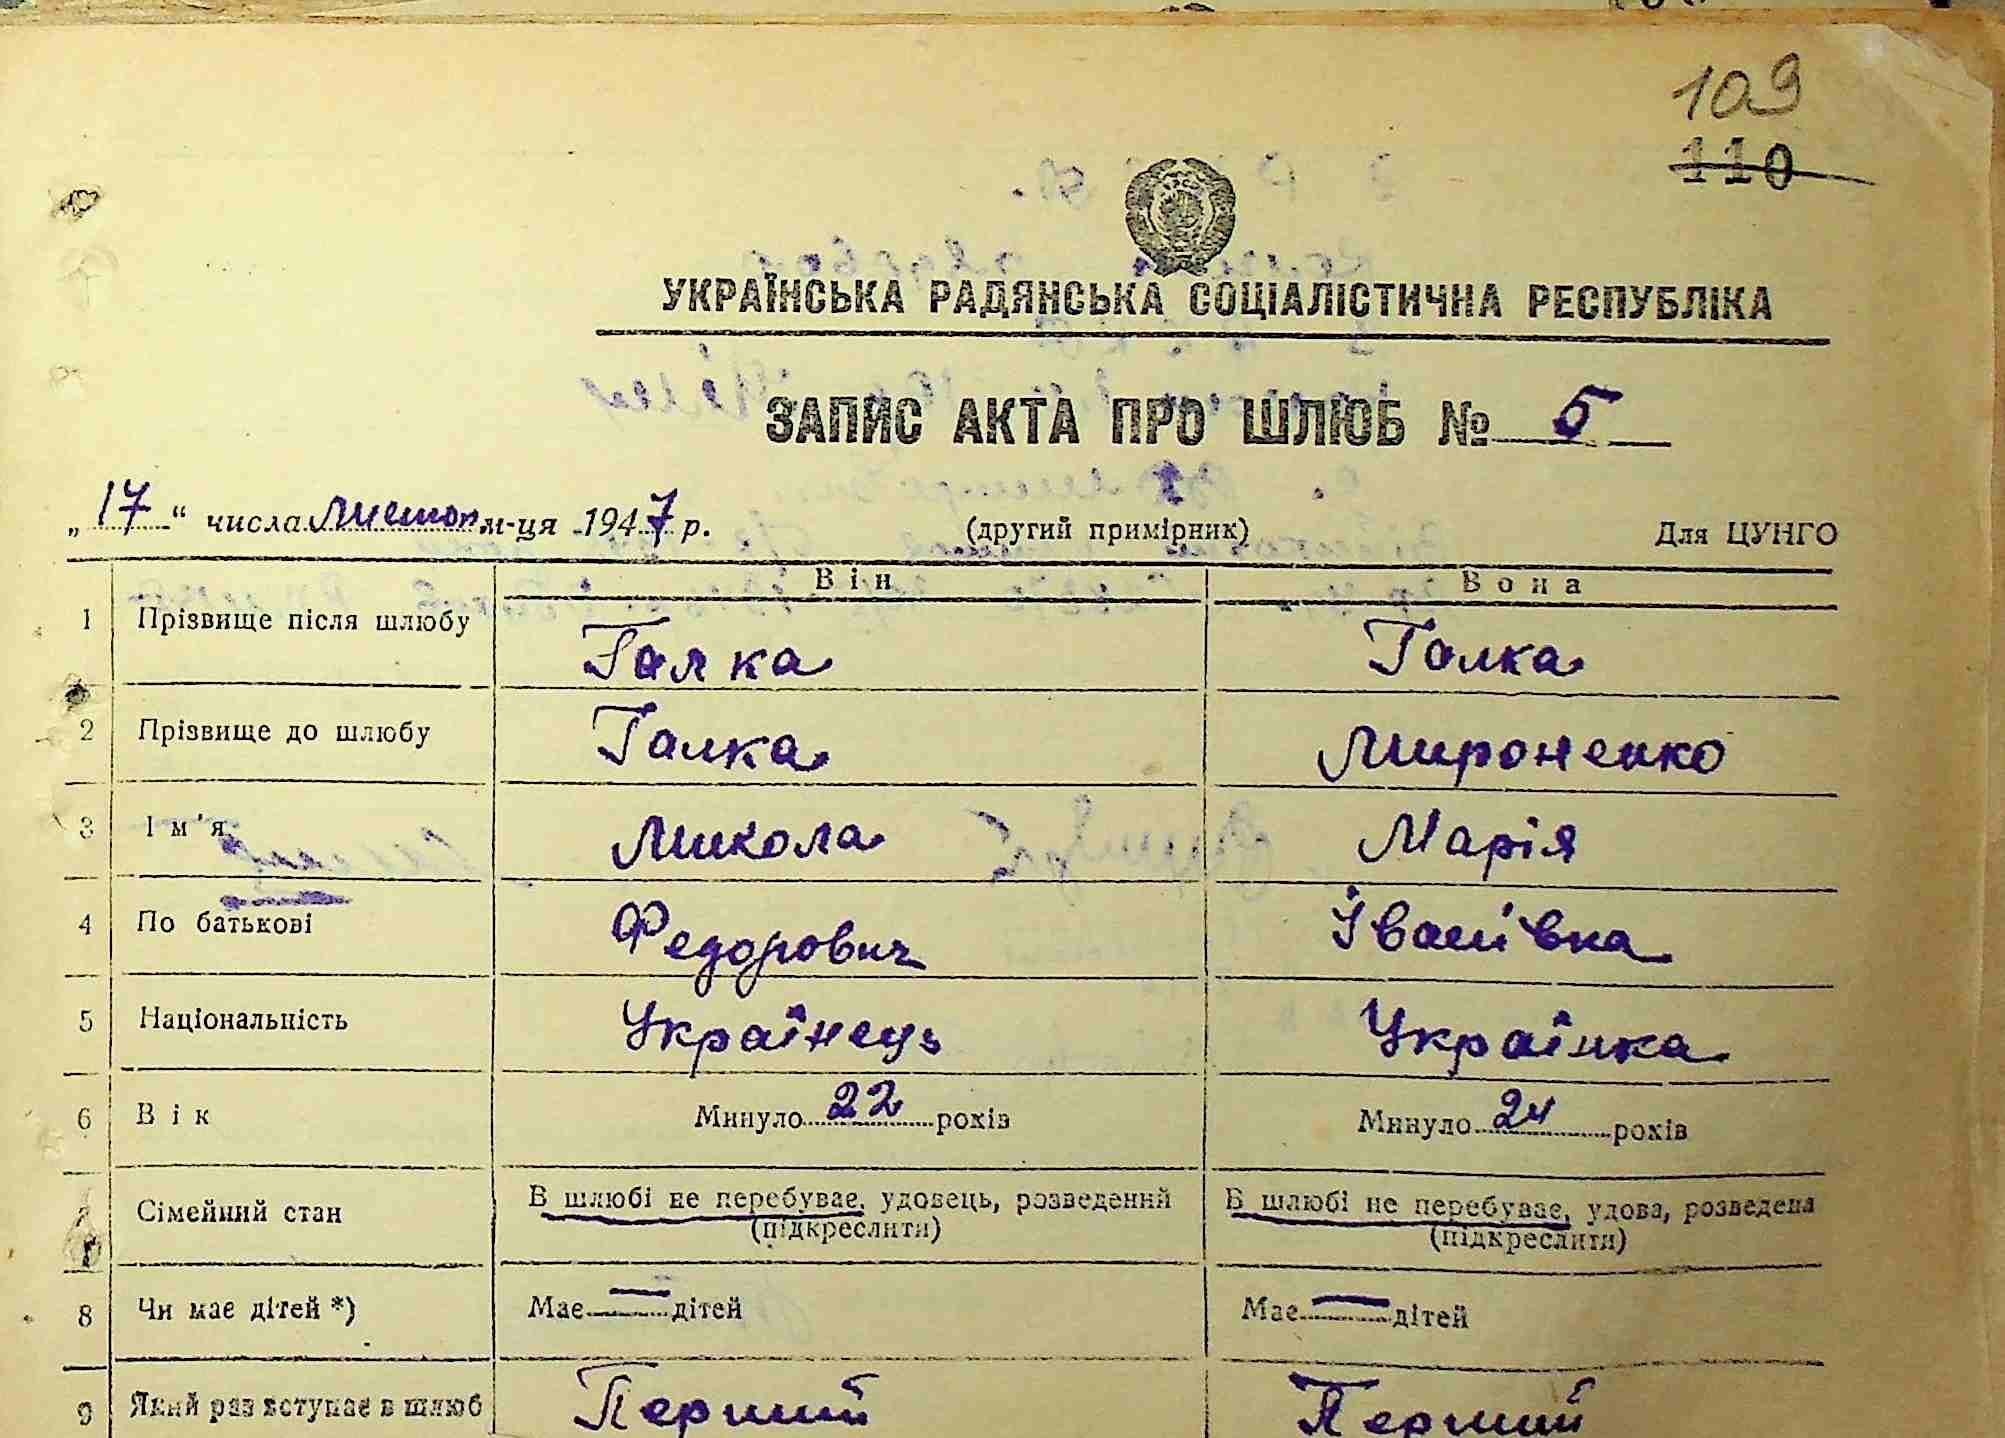 109
110
УКРАЇНСЬКА РАДЯНСЬКА СОЦІАЛІСТИЧНА РЕСПУБЛІКА
ЗАПИС АКТА ПРО ШЛЮБ № 5
„17“ числа листоп м-ця 1947 р. (другий примірник) Для ЦУНГО
Він Вона
1 Прізвище після шлюбу Галка Галка
2 Прізвище до шлюбу Галка Мироненко
3 Ім'я Микола Марія
4 По батькові Федорович Іванівка
5 Національність Українець Українка
6 Вік Минуло 22 років Минуло 24 років
Сімейний стан В шлюбі не перебуває, удовець, розведений В шлюбі не перебуває, удова, розведена
(підкреслити) (підкреслити)
8 Чи має дітей *) Має — дітей Має — дітей
9 Який раз вступає в шлюб Перший Перший